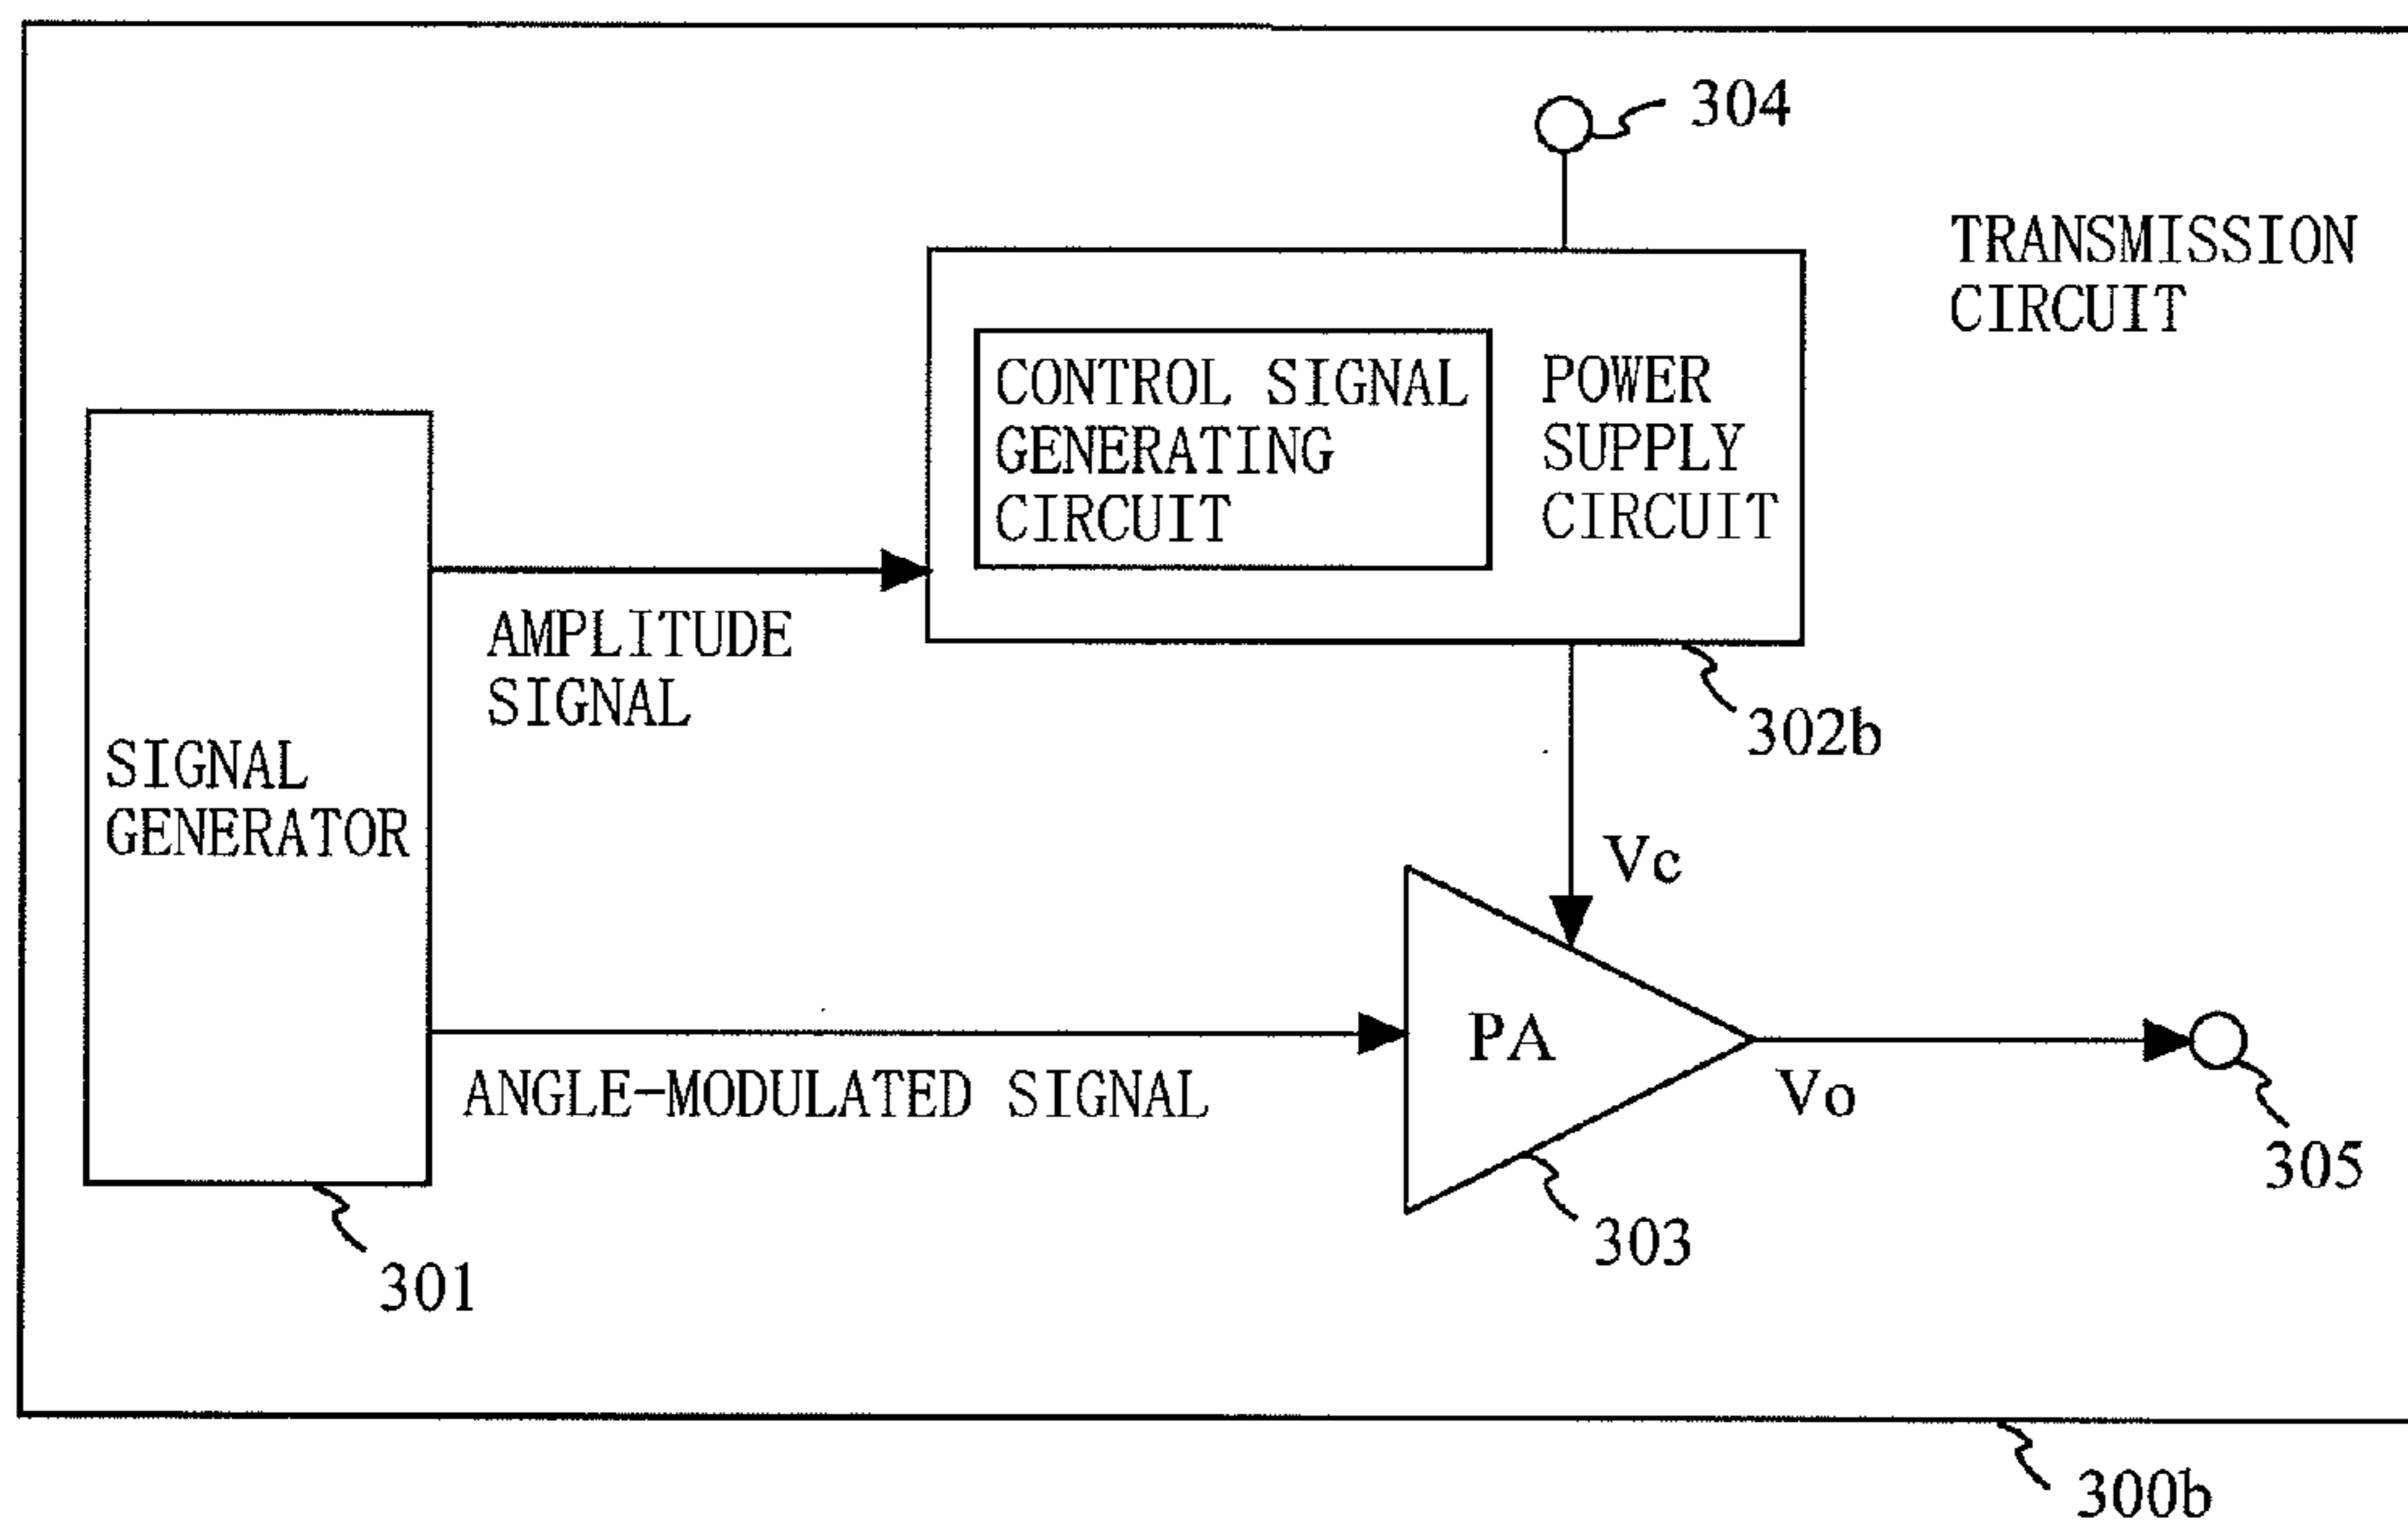 304
TRANSMISSION
CIRCUIT
CONTROL SIGNAL
GENERATING
CIRCUIT
POWER
SUPPLY
CIRCUIT
AMPLITUDE
SIGNAL
302b
SIGNAL
GENERATOR
Vc
PA
ANGLE-MODULATED SIGNAL
Vo
305
303
301
300b